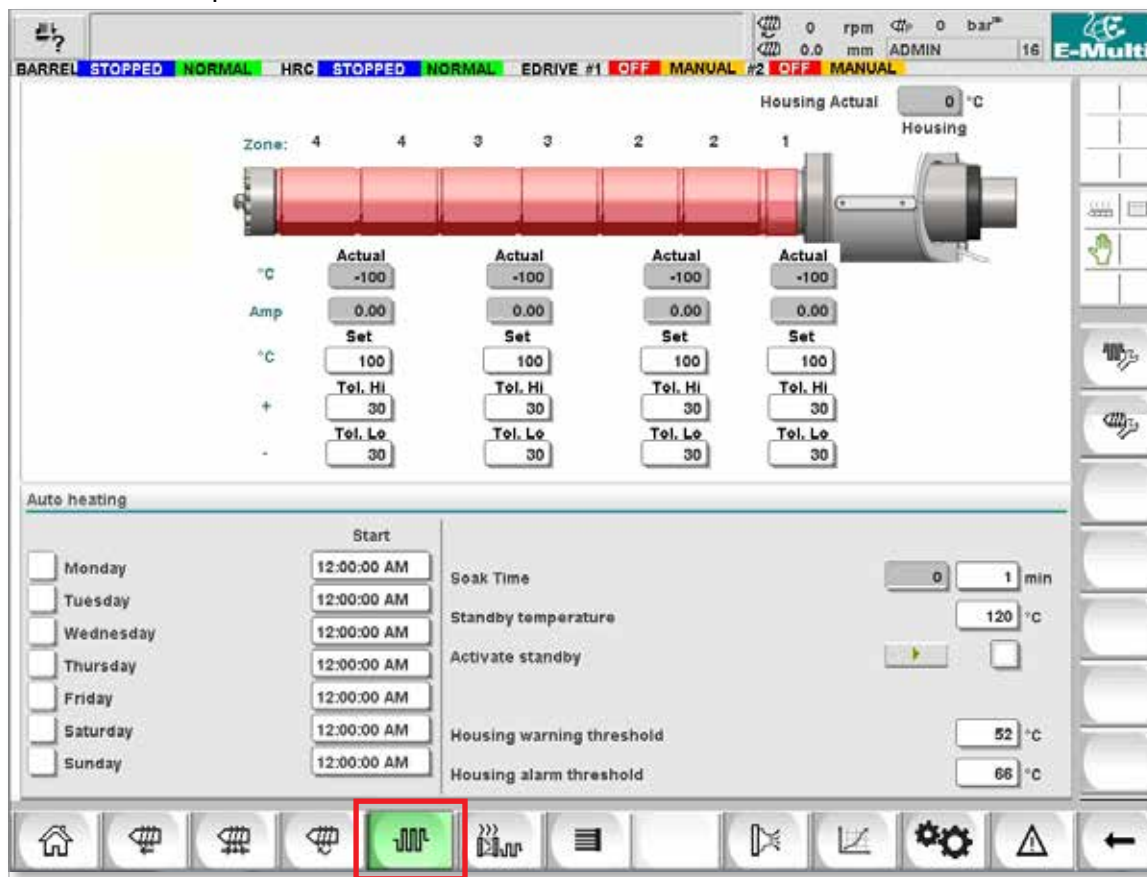 ?
0 rpm 0 bar
0.0 mm ADMIN 16
E-Multi
BARREL STOPPED NORMAL HRC STOPPED NORMAL EDRIVE #1 OFF MANUAL #2 OFF MANUAL
Housing Actual 0 °C
Housing
Zone: 4 4 3 3 2 2 1
Actual Actual Actual Actual
°C -100 -100 -100 -100
Amp 0.00 0.00 0.00 0.00
Set Set Set Set
°C 100 100 100 100
Tol. Hi Tol. Hi Tol. Hi Tol. Hi
+ 30 30 30 30
Tol. Lo Tol. Lo Tol. Lo Tol. Lo
- 30 30 30 30
Auto heating
Start
Monday 12:00:00 AM
Soak Time 0 1 min
Tuesday 12:00:00 AM
Standby temperature 120 °C
Wednesday 12:00:00 AM
Activate standby
Thursday 12:00:00 AM
Friday 12:00:00 AM
Saturday 12:00:00 AM
Housing warning threshold 52 °C
Sunday 12:00:00 AM
Housing alarm threshold 66 °C